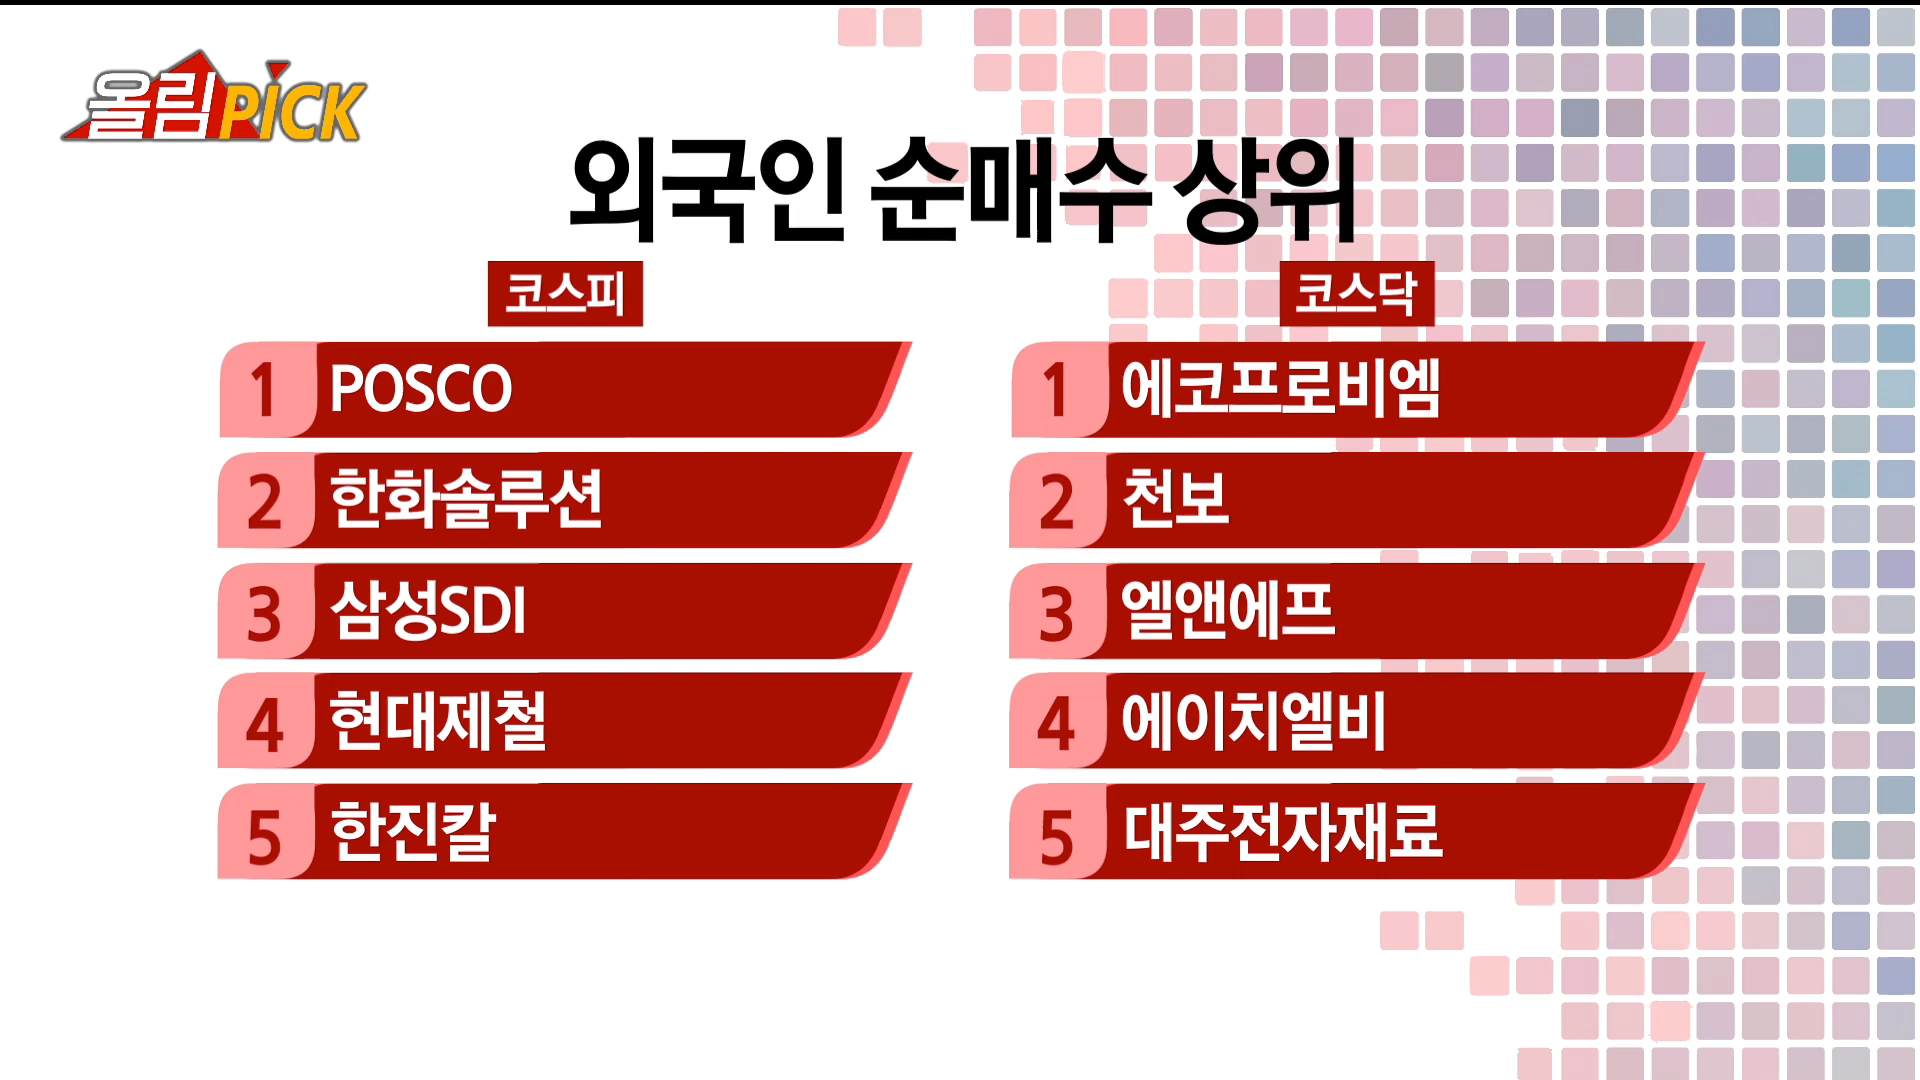 올림PICK
외국인 순매수 상위
코스피
1 POSCO
2 한화솔루션
3 삼성SDI
4 현대제철
5 한진칼
코스닥
1 에코프로비엠
2 천보
3 엘앤에프
4 에이치엘비
5 대주전자재료